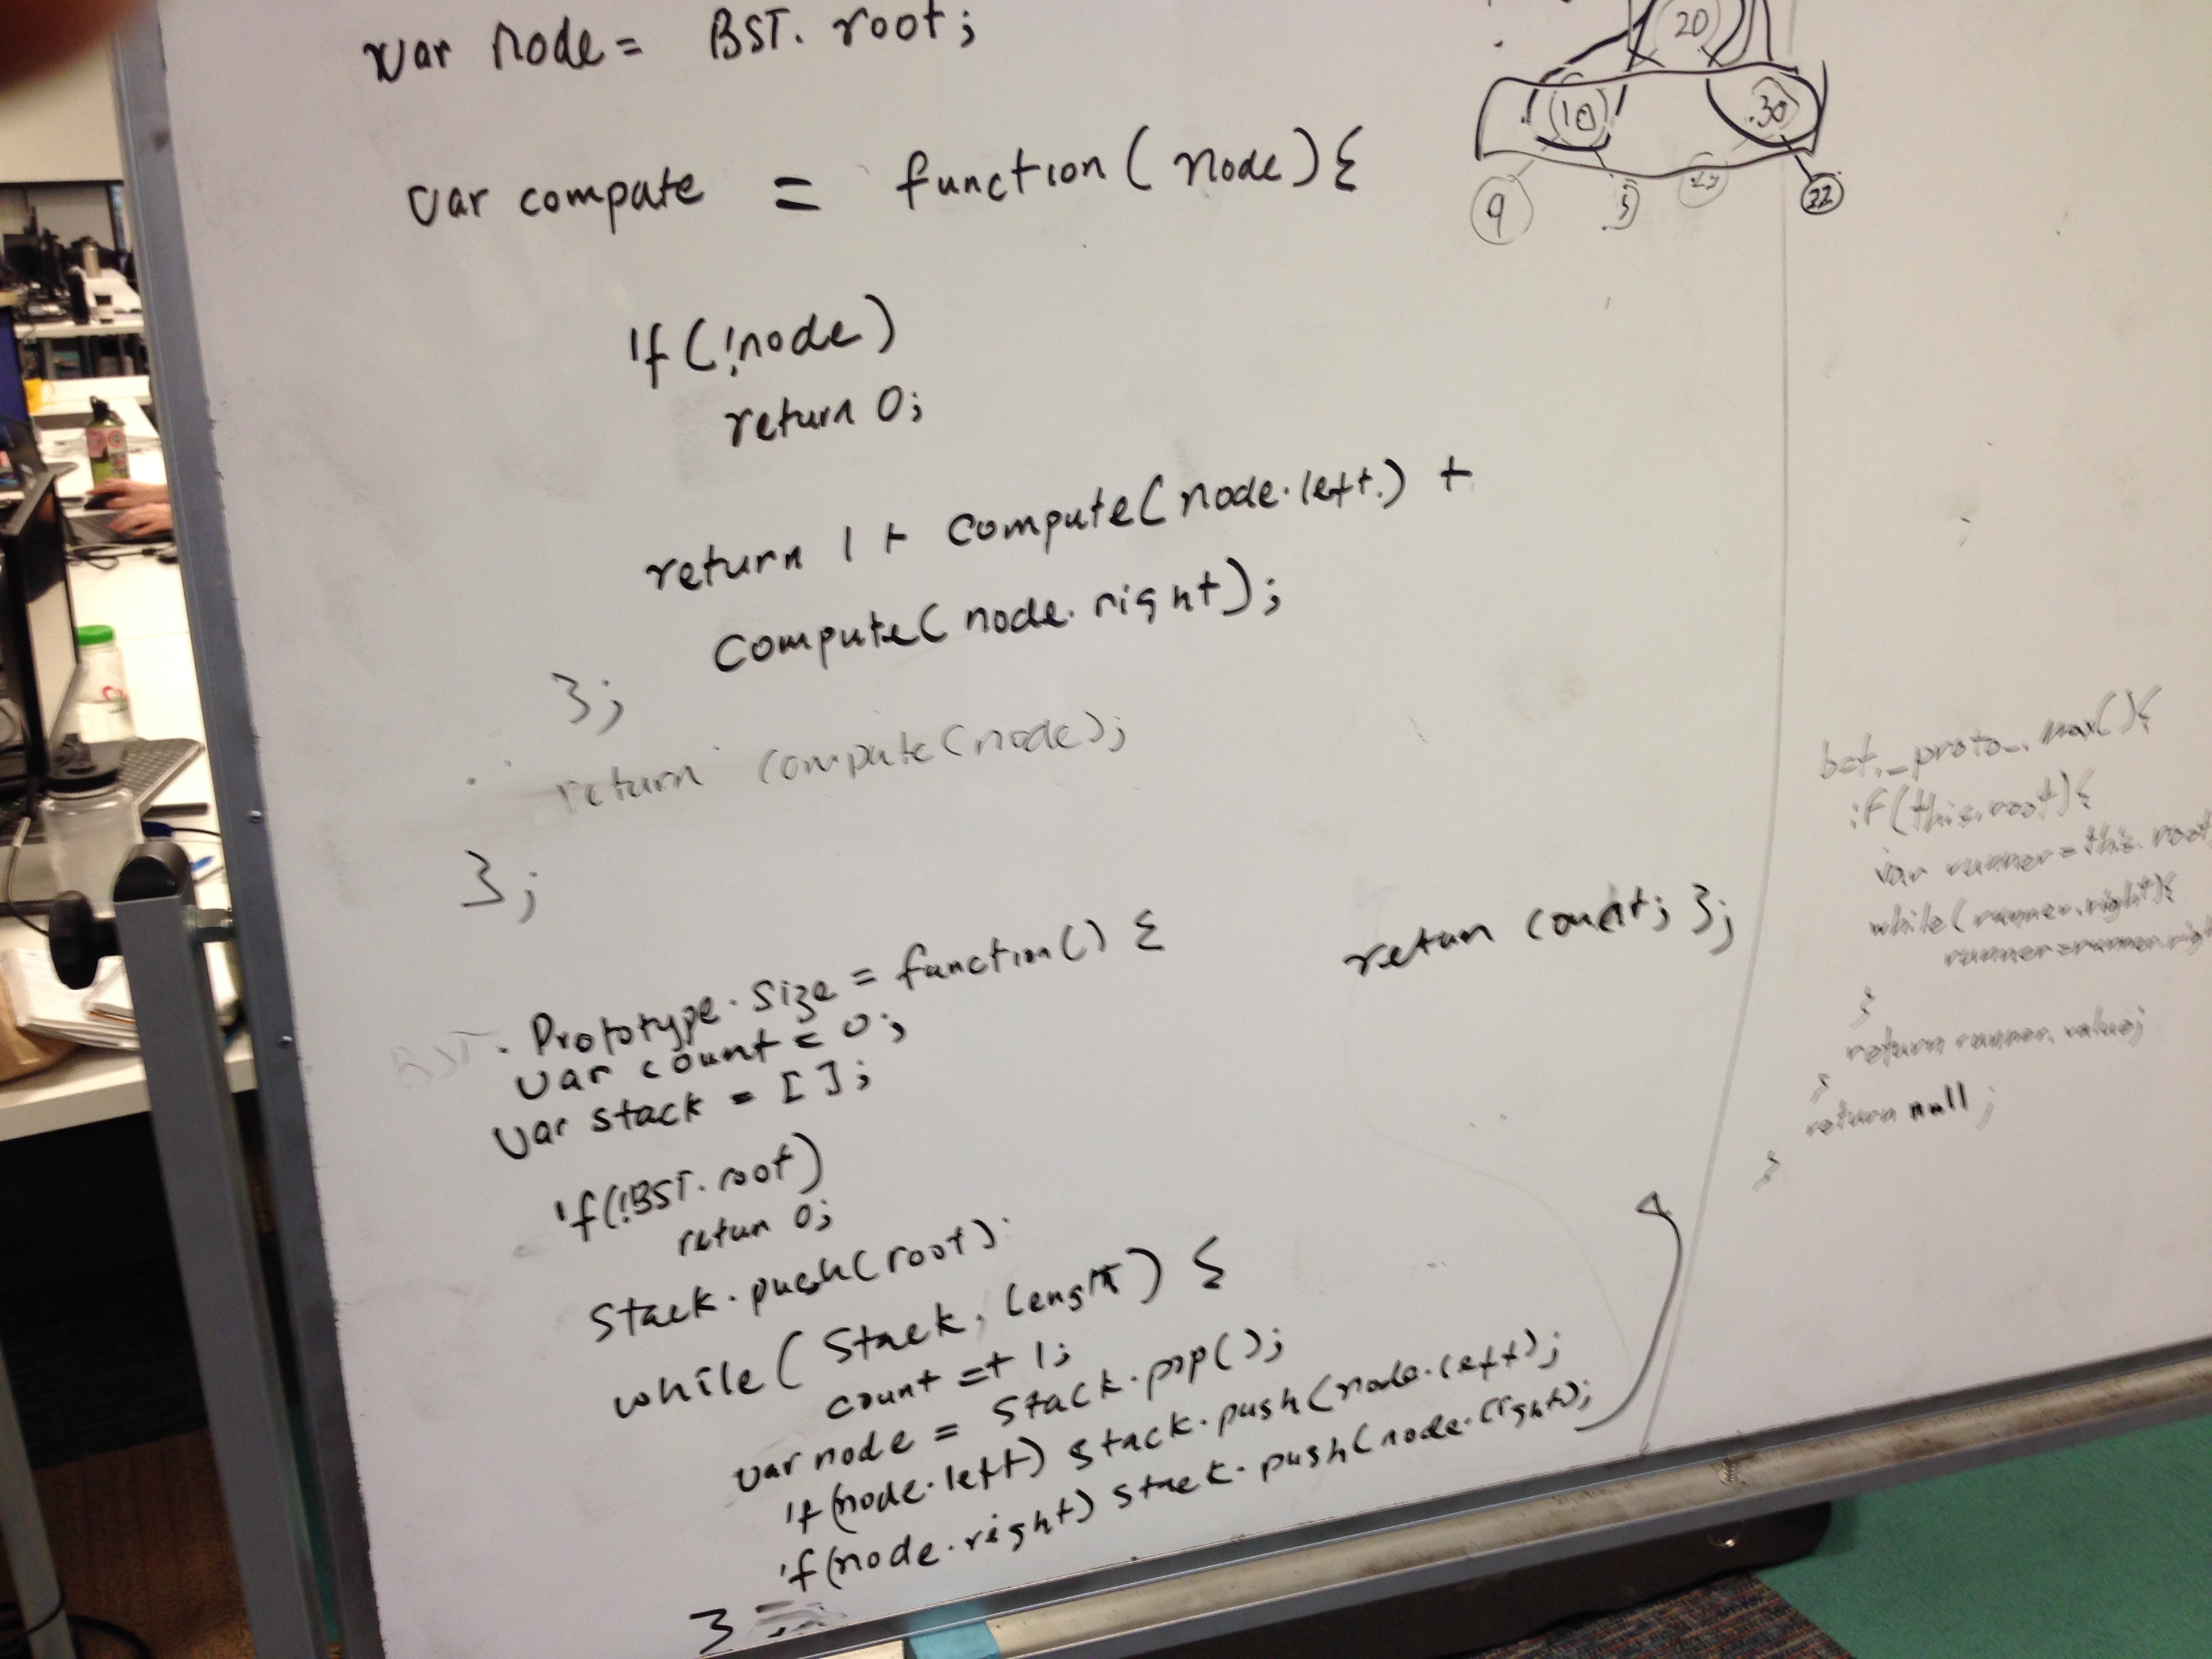 var node = BST. root;
var compute = function( node){
if(!node)
return 0;
return 1 + compute(node.left.) +
compute( node. right);
};
return compute(node);
};
BST. Prototype. Size = function() {
var count = 0;
var stack = [];
if(!BST. root)
retun 0;
Stack. push(root);
while( Stack. length) {
count =+ 1;
var node = Stack. pop();
if(node.left) stack. push(node.left);
if(node.right) stack. push(node.right);
}
retun count; };
20
10
30
9
5
22
bst._proto_. max(){
if(this.root){
var runner = this. root
while( runner.right){
runner=runner.righ
}
return runner. value;
}
return null;
}